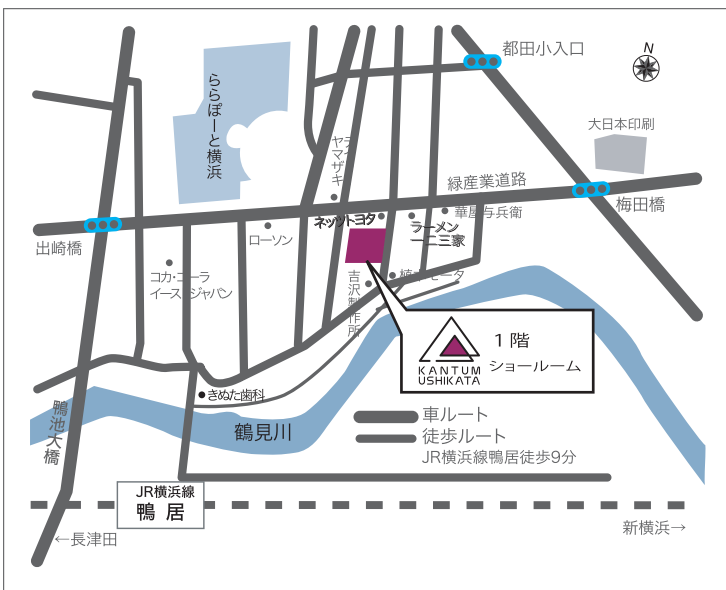 都田小入口
N
ららぽーと横浜
大日本印刷
ヤマザキ
緑産業道路
梅田橋
ネッツトヨタ
華屋与兵衛
ラーメン
一二三家
出崎橋
ローソン
コカ・コーラ
イーストジャパン
吉沢製作所
1階
ショールーム
KANTUM
USHIKATA
きぬた歯科
鶴見川
鴨池大橋
車ルート
徒歩ルート
JR横浜線鴨居徒歩9分
JR横浜線
鴨居
新横浜→
←長津田